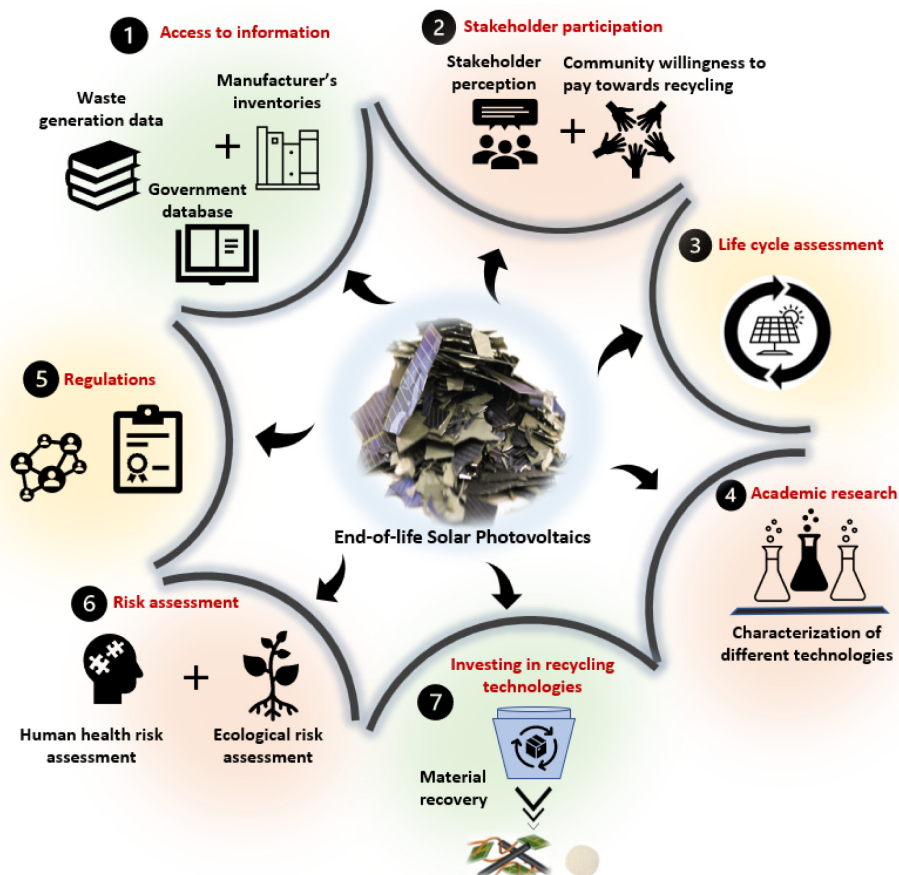 1
Access to information
Waste
generation data
Manufacturer's
inventories
+
Government
database
2
Stakeholder participation
Stakeholder
perception
+
Community willingness to
pay towards recycling
3
Life cycle assessment
4
Academic research
Characterization of
different technologies
5
Regulations
End-of-life Solar Photovoltaics
6
Risk assessment
+
Human health risk
assessment
Ecological risk
assessment
7
Investing in recycling
technologies
Material
recovery